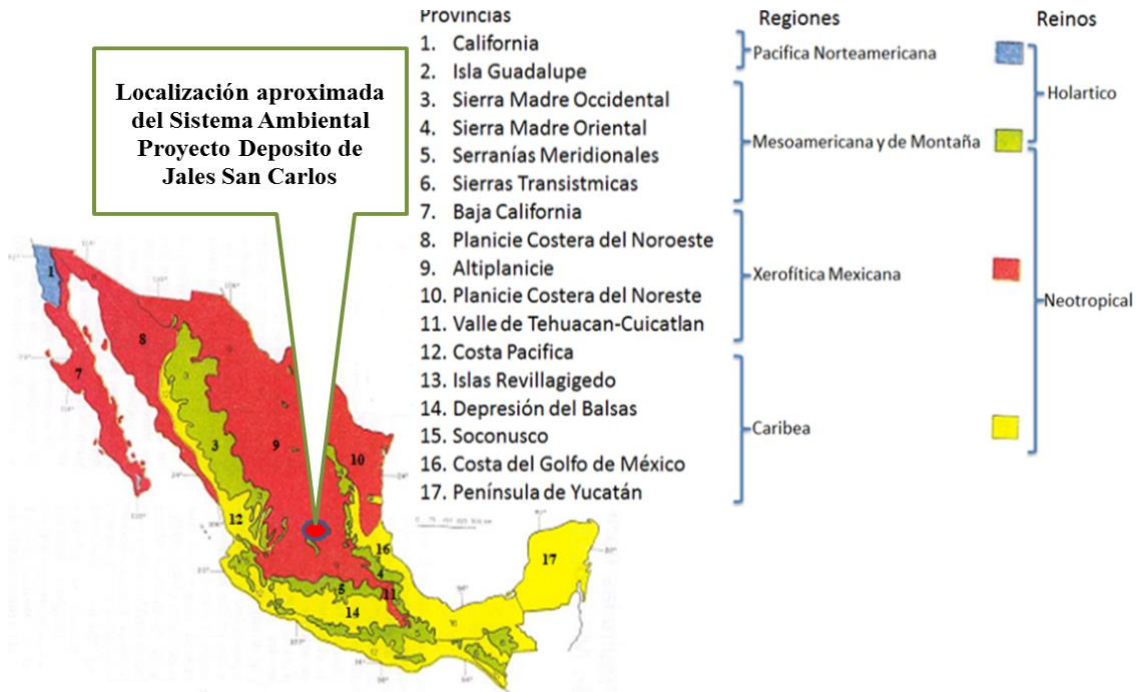 Provincias
Regiones
Reinos
1. California
2. Isla Guadalupe
3. Sierra Madre Occidental
4. Sierra Madre Oriental
5. Serranías Meridionales
6. Sierras Transistmicas
7. Baja California
8. Planicie Costera del Noroeste
9. Altiplanicie
10. Planicie Costera del Noreste
11. Valle de Tehuacan-Cuicatlan
12. Costa Pacifica
13. Islas Revillagigedo
14. Depresión del Balsas
15. Soconusco
16. Costa del Golfo de México
17. Península de Yucatán
Pacifica Norteamericana
Mesoamericana y de Montaña
Xerofítica Mexicana
Caribea
Holartico
Neotropical
Localización aproximada
del Sistema Ambiental
Proyecto Deposito de
Jales San Carlos
1
8
7
3
9
10
12
16
4
5
11
14
17